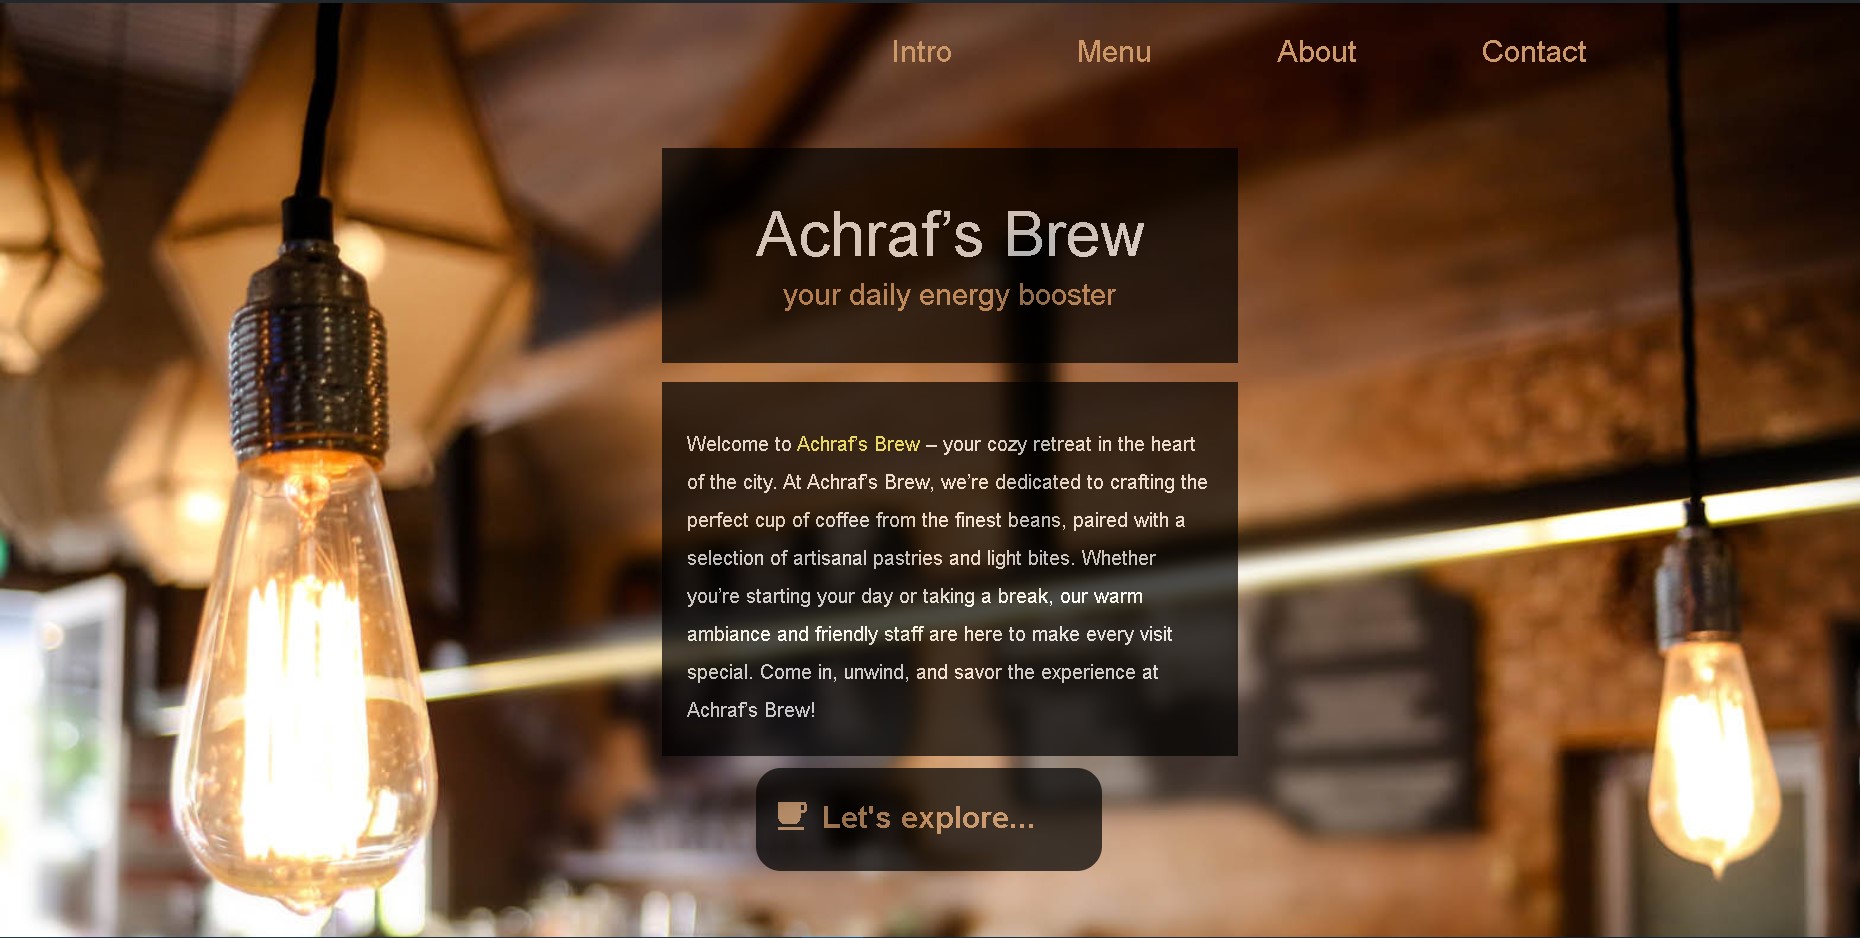 Intro Menu About Contact
Achraf’s Brew
your daily energy booster
Welcome to Achraf’s Brew – your cozy retreat in the heart
of the city. At Achraf’s Brew, we’re dedicated to crafting the
perfect cup of coffee from the finest beans, paired with a
selection of artisanal pastries and light bites. Whether
you’re starting your day or taking a break, our warm
ambiance and friendly staff are here to make every visit
special. Come in, unwind, and savor the experience at
Achraf’s Brew!
Let's explore...